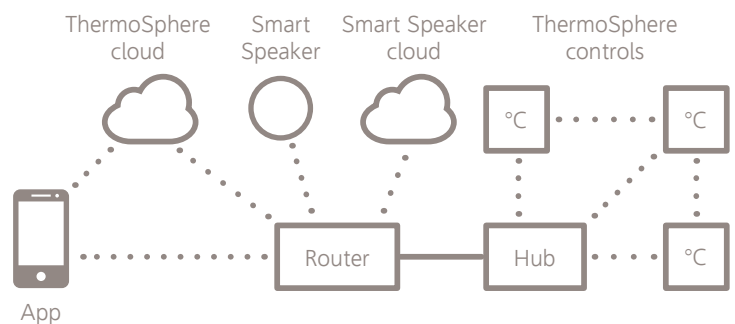 ThermoSphere
cloud
Smart
Speaker
Smart Speaker
cloud
ThermoSphere
controls
°C
°C
Router
Hub
°C
App